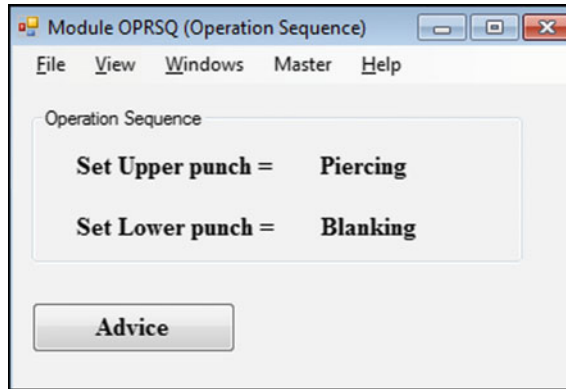 Module OPRSQ (Operation Sequence)
File View Windows Master Help
Operation Sequence
Set Upper punch = Piercing
Set Lower punch = Blanking
Advice